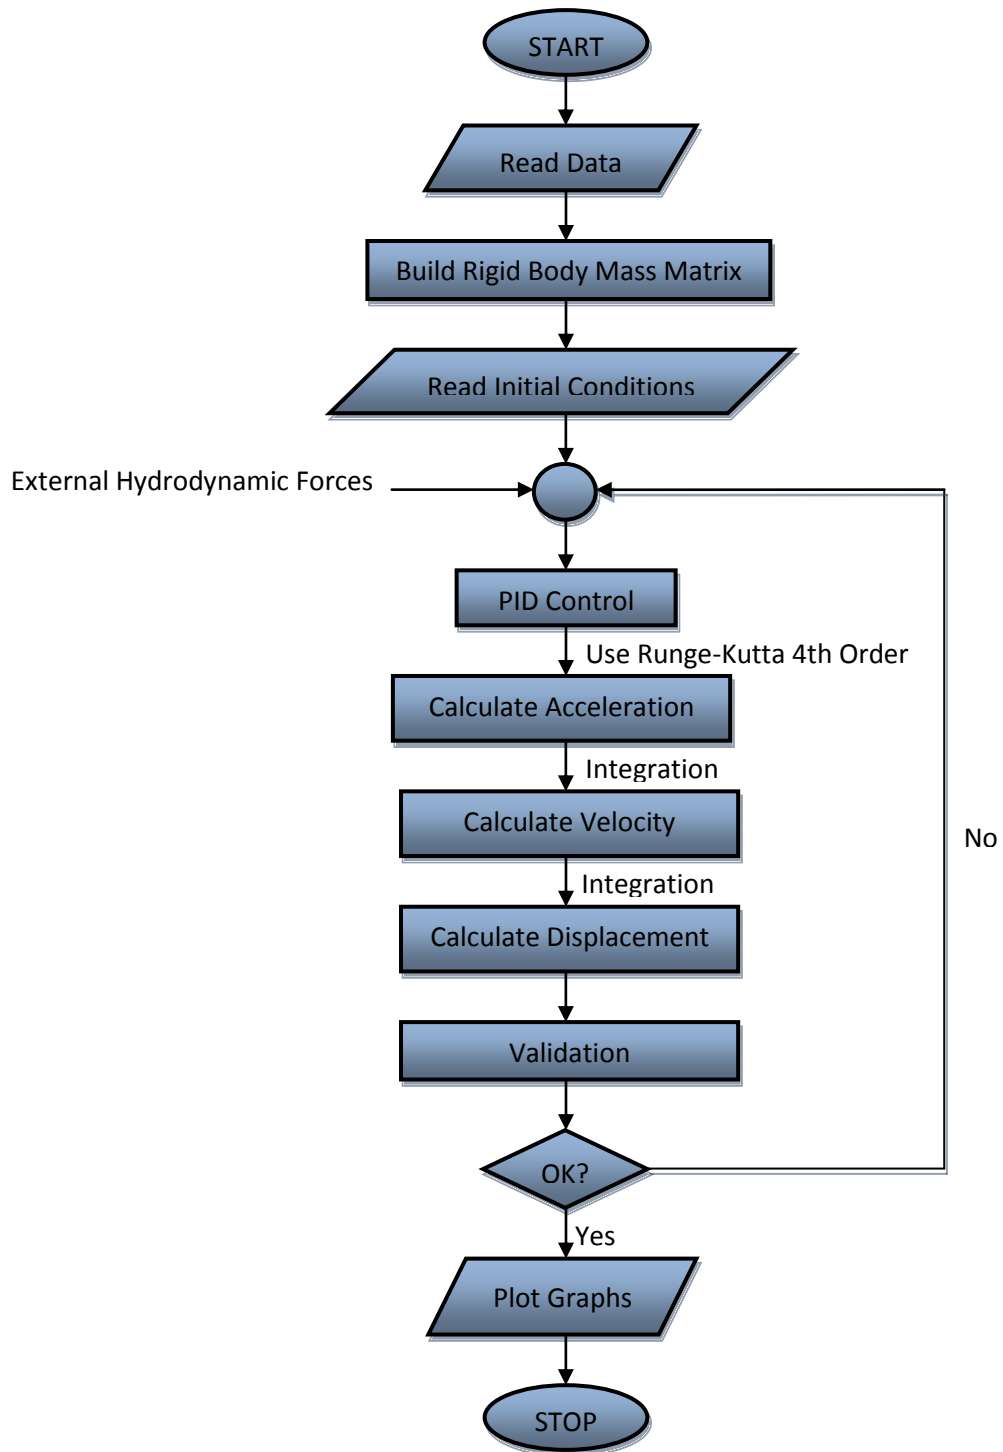 START
Read Data
Build Rigid Body Mass Matrix
Read Initial Conditions
External Hydrodynamic Forces
PID Control
Use Runge-Kutta 4th Order
Calculate Acceleration
Integration
Calculate Velocity
No
Integration
Calculate Displacement
Validation
OK?
Yes
Plot Graphs
STOP